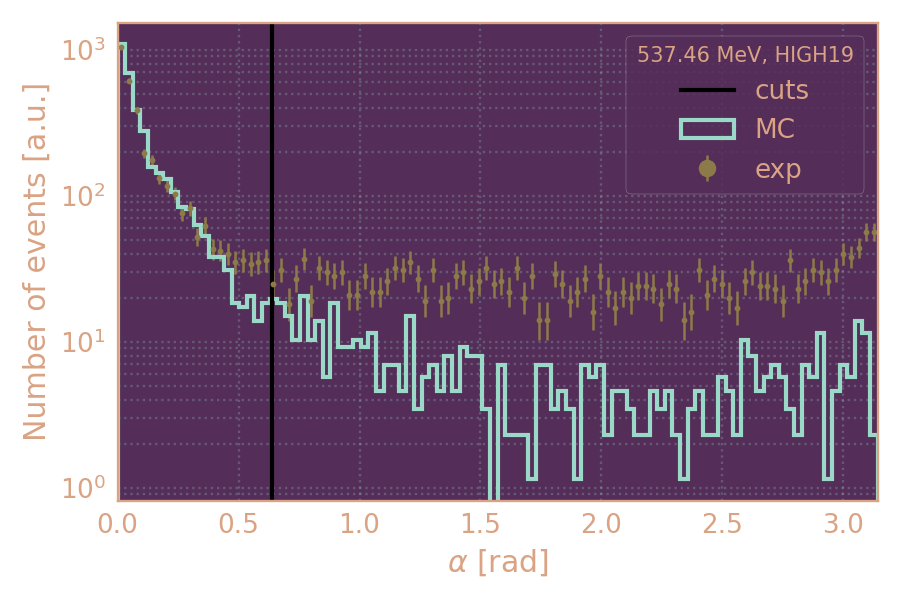 Number of events [a.u.]
10³
10²
10¹
10⁰
537.46 MeV, HIGH19
cuts
MC
exp
0.0 0.5 1.0 1.5 2.0 2.5 3.0
α [rad]